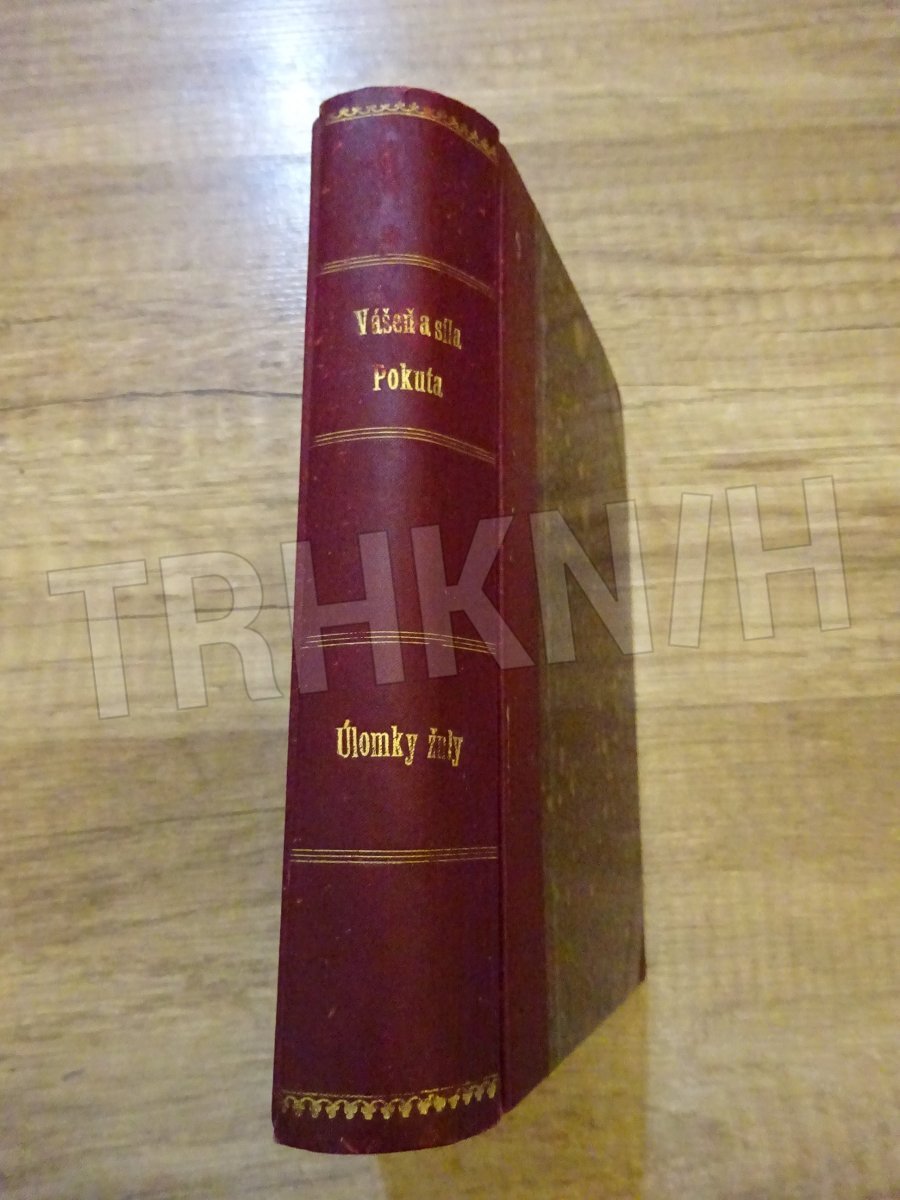 Vášeň a síla
Pokuta
TRHKNIH
Úlomky žuly